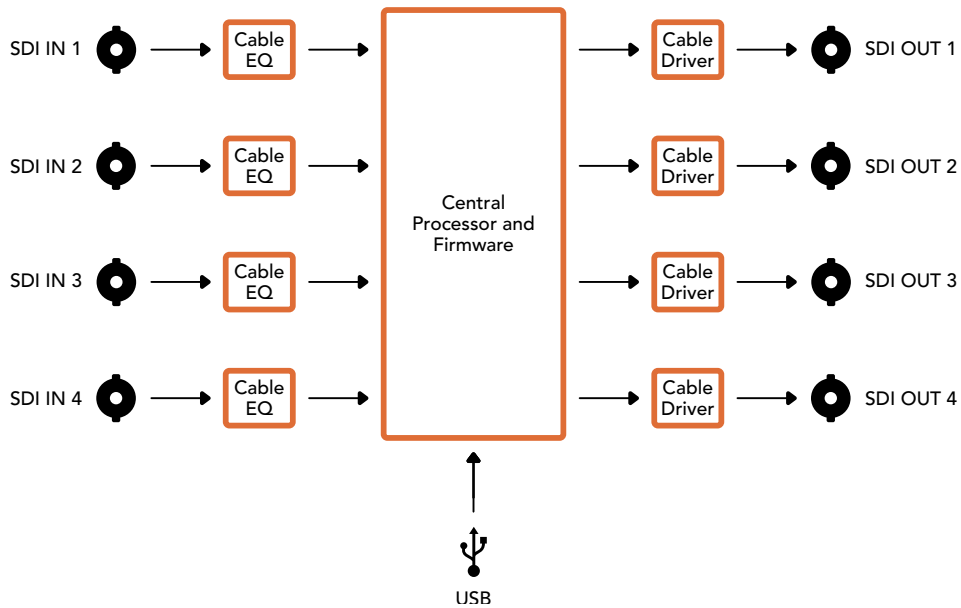 SDI IN 1
Cable
EQ
Cable
Driver
SDI OUT 1
SDI IN 2
Cable
EQ
Cable
Driver
SDI OUT 2
Central
Processor and
Firmware
SDI IN 3
Cable
EQ
Cable
Driver
SDI OUT 3
SDI IN 4
Cable
EQ
Cable
Driver
SDI OUT 4
USB